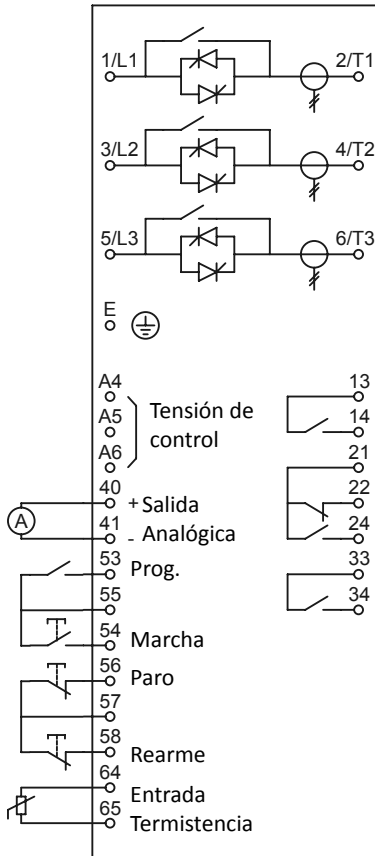 1/L1 2/T1
3/L2 4/T2
5/L3 6/T3
E
A4
A5
A6
Tensión de
control
40 + Salida
41 - Analógica
A
53 Prog.
55
54 Marcha
56 Paro
57
58 Rearme
64 Entrada
65 Termistencia
13
14
21
22
24
33
34